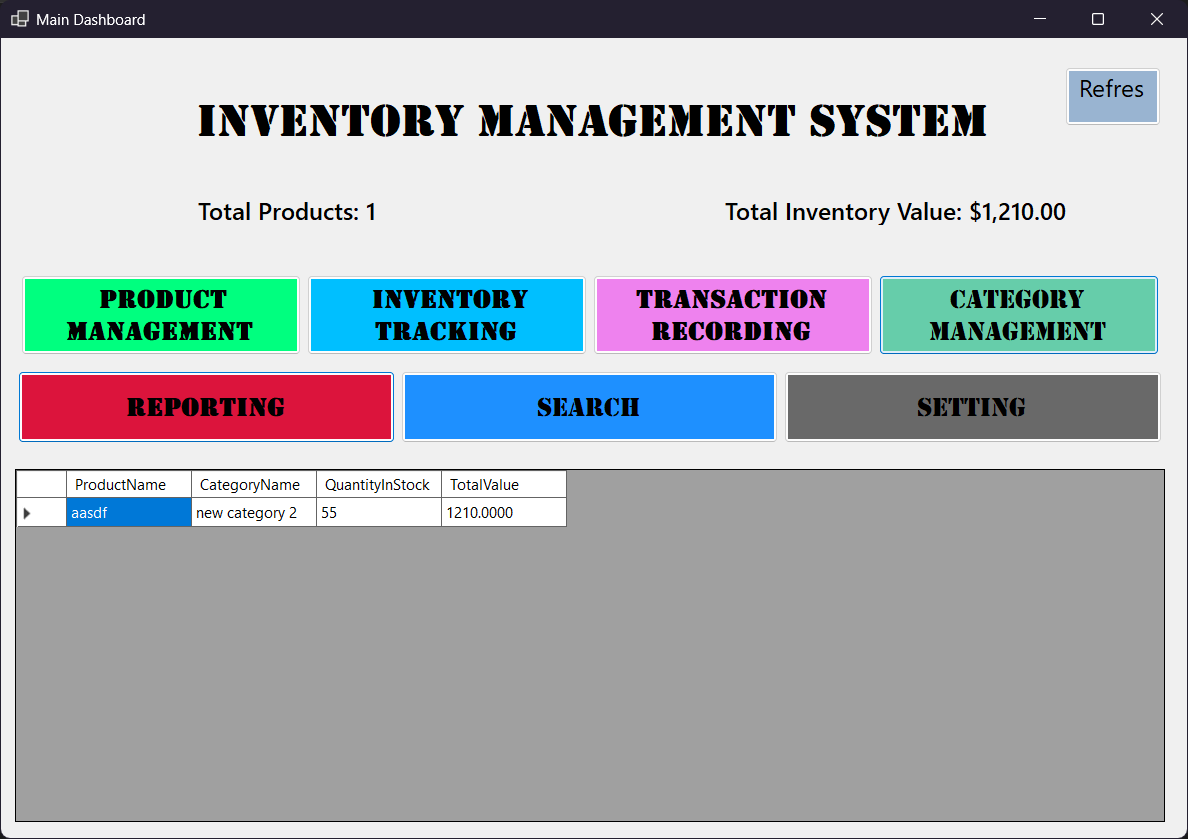 Main Dashboard
Refres
INVENTORY MANAGEMENT SYSTEM
Total Products: 1
Total Inventory Value: $1,210.00
PRODUCT
MANAGEMENT
INVENTORY
TRACKING
TRANSACTION
RECORDING
CATEGORY
MANAGEMENT
REPORTING
SEARCH
SETTING
ProductName CategoryName QuantityInStock TotalValue
aasdf new category 2 55 1210.0000